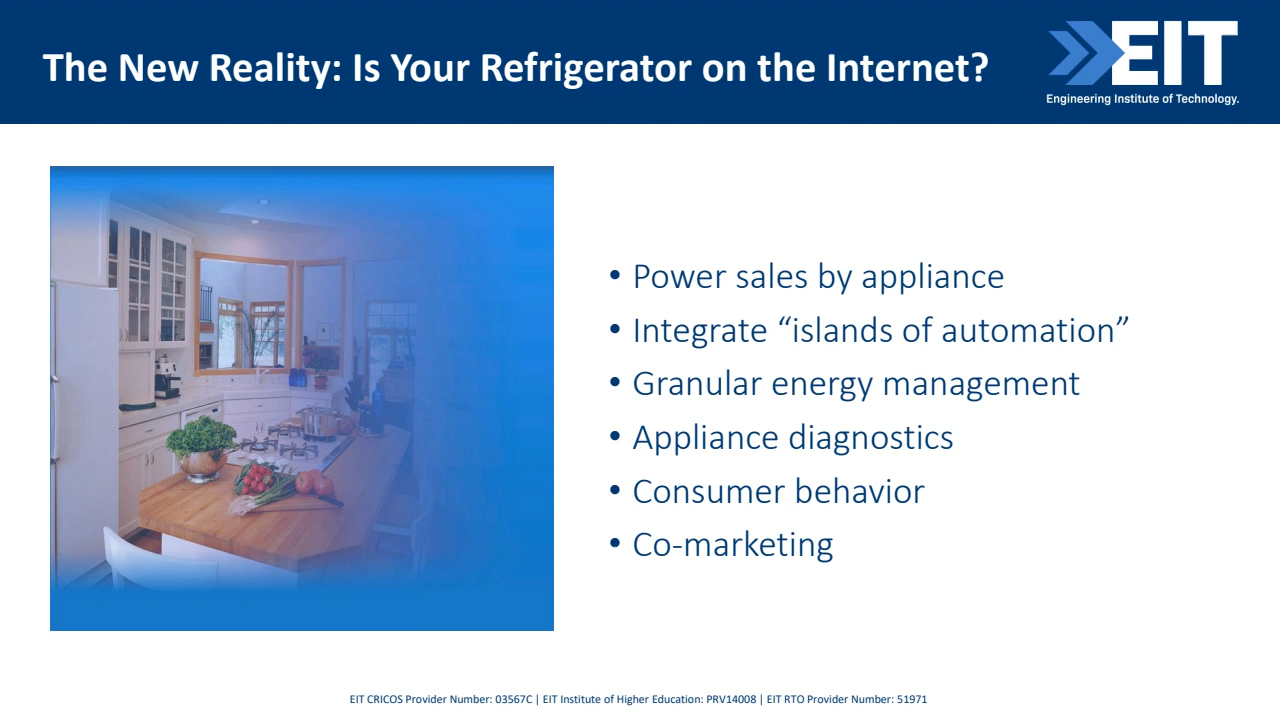 The New Reality: Is Your Refrigerator on the Internet?
EIT
Engineering Institute of Technology.
• Power sales by appliance
• Integrate “islands of automation”
• Granular energy management
• Appliance diagnostics
• Consumer behavior
• Co-marketing
EIT CRICOS Provider Number: 03567C | EIT Institute of Higher Education: PRV14008 | EIT RTO Provider Number: 51971